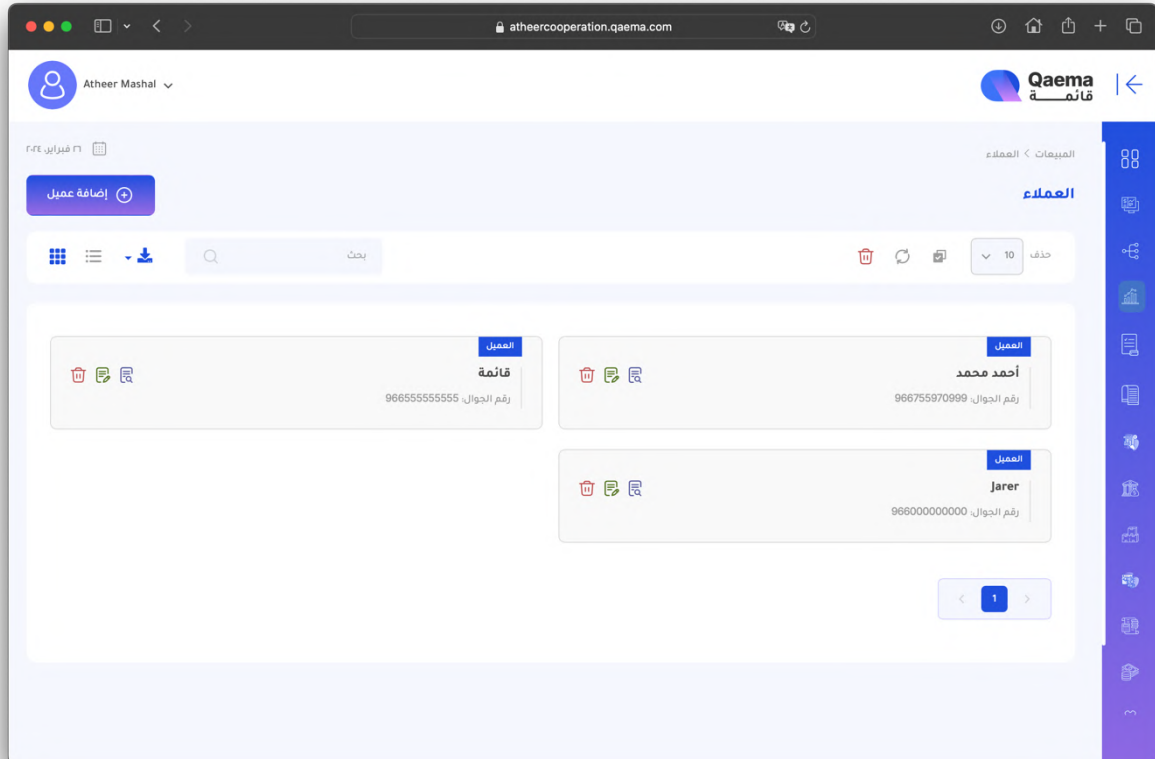 atheercooperation.qaema.com
Qaema
قائمة
Atheer Mashal
المبيعات > العملاء
٢٦ فبراير، ٢٠٢٤
العملاء
إضافة عميل
حذف 10
بحث
العميل
أحمد محمد
رقم الجوال: 966755970999
العميل
قائمة
رقم الجوال: 966555555555
العميل
Jarer
رقم الجوال: 966000000000
1